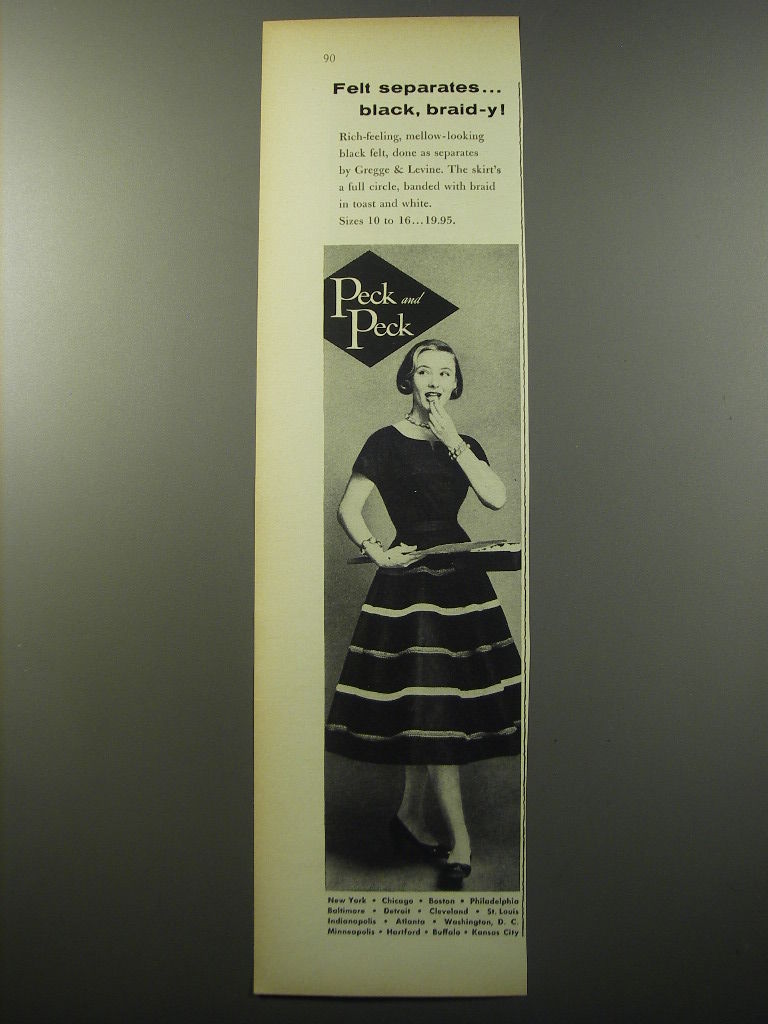 90
Felt separates...
black, braid-y!
Rich-feeling, mellow-looking
black felt, done as separates
by Gregge & Levine. The skirt's
a full circle, banded with braid
in toast and white.
Sizes 10 to 16...19.95.
Peck and
Peck
New York • Chicago • Boston • Philadelphia
Baltimore • Detroit • Cleveland • St. Louis
Indianapolis • Atlanta • Washington, D. C.
Minneapolis • Hartford • Buffalo • Kansas City